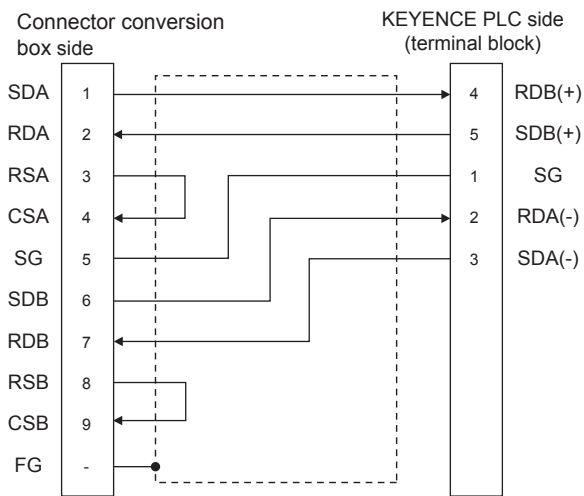 Connector conversion
box side
KEYENCE PLC side
(terminal block)
SDA 1 4 RDB(+)
RDA 2 5 SDB(+)
RSA 3 1 SG
CSA 4 2 RDA(-)
SG 5 3 SDA(-)
SDB 6
RDB 7
RSB 8
CSB 9
FG -